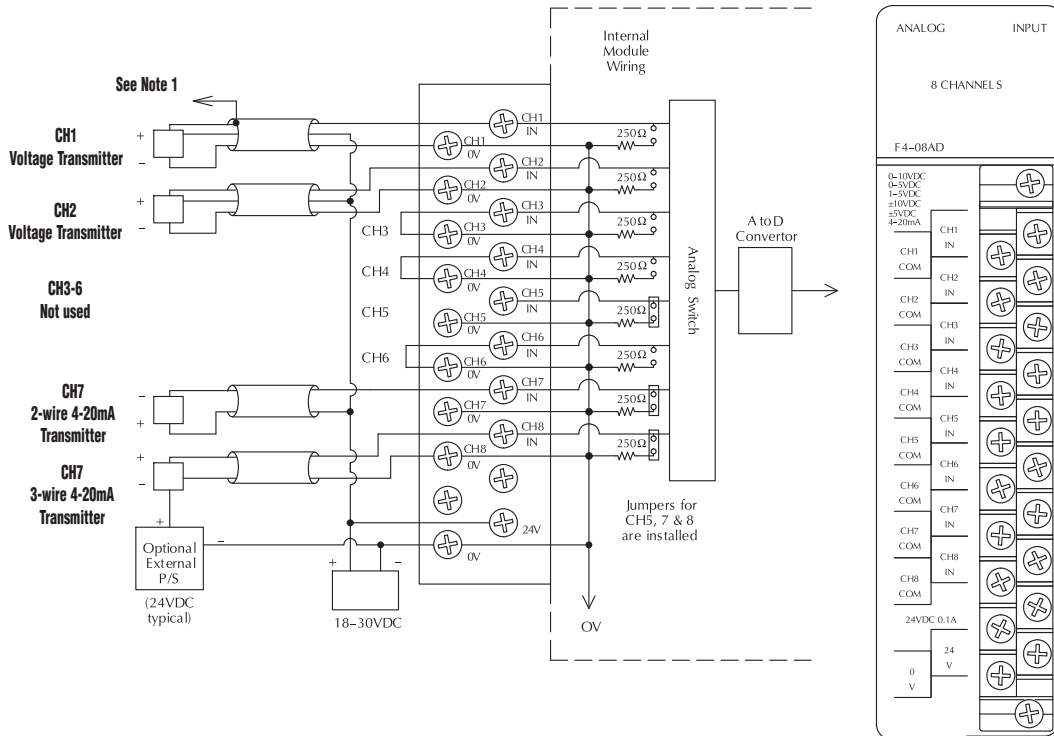 See Note 1
CH1
Voltage Transmitter
+
–
CH2
Voltage Transmitter
+
–
CH3-6
Not used
CH7
2-wire 4-20mA
Transmitter
–
+
CH7
3-wire 4-20mA
Transmitter
+
–
+
–
Optional
External
P/S
(24VDC
typical)
+
–
18–30VDC
CH3
CH4
CH5
CH6
CH1
IN
CH1
0V
CH2
IN
CH2
0V
CH3
IN
CH3
0V
CH4
IN
CH4
0V
CH5
IN
CH5
0V
CH6
IN
CH6
0V
CH7
IN
CH7
0V
CH8
IN
CH8
0V
24V
0V
Internal
Module
Wiring
250Ω
250Ω
250Ω
250Ω
250Ω
250Ω
250Ω
250Ω
Analog Switch
A to D
Convertor
Jumpers for
CH5, 7 & 8
are installed
OV
ANALOG INPUT
8 CHANNELS
F4–08AD
0–10VDC
0–5VDC
1–5VDC
±10VDC
±5VDC
4–20mA
CH1
IN
CH1
COM
CH2
IN
CH2
COM
CH3
IN
CH3
COM
CH4
IN
CH4
COM
CH5
IN
CH5
COM
CH6
IN
CH6
COM
CH7
IN
CH7
COM
CH8
IN
CH8
COM
24VDC 0.1A
24
V
0
V